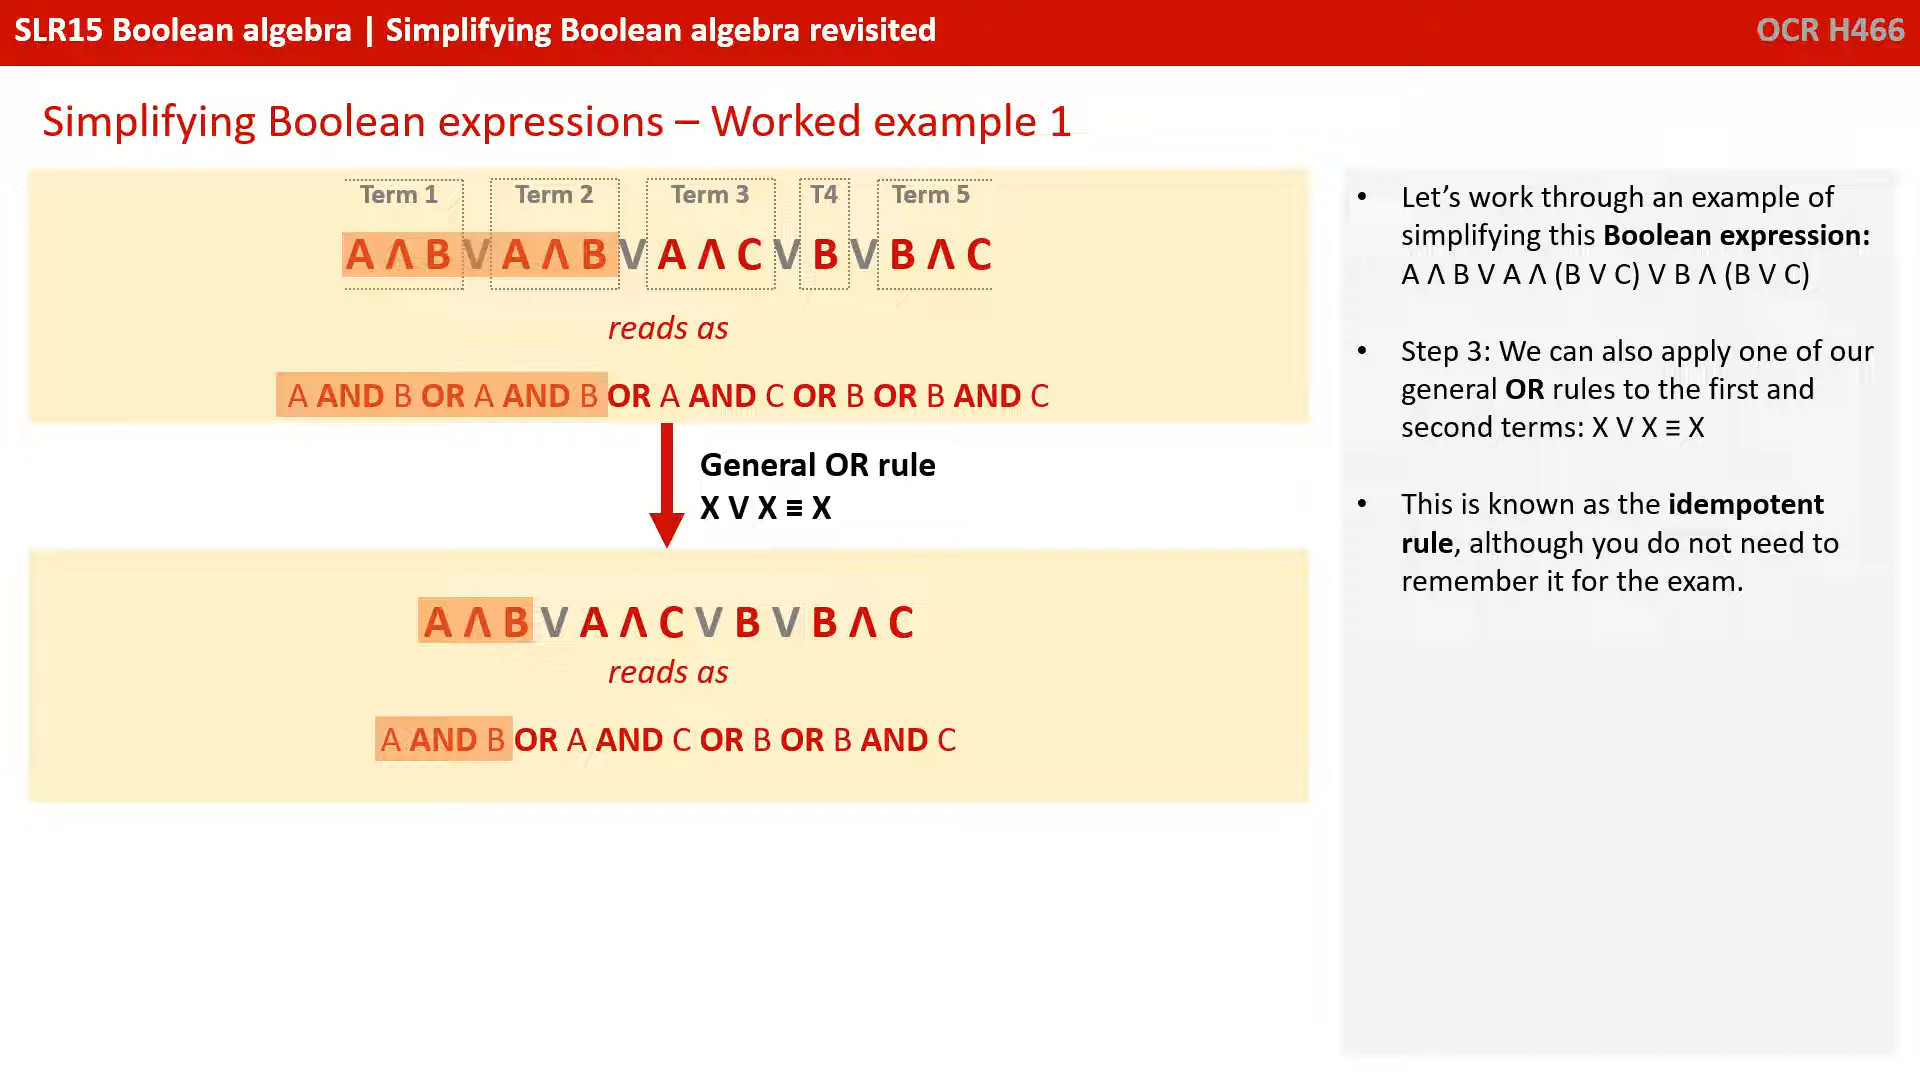 SLR15 Boolean algebra | Simplifying Boolean algebra revisited
OCR H466
Simplifying Boolean expressions – Worked example 1
Term 1 Term 2 Term 3 T4 Term 5
A Λ B V A Λ B V A Λ C V B V B Λ C
reads as
A AND B OR A AND B OR A AND C OR B OR B AND C
General OR rule
X V X ≡ X
A Λ B V A Λ C V B V B Λ C
reads as
A AND B OR A AND C OR B OR B AND C
• Let’s work through an example of
simplifying this Boolean expression:
A Λ B V A Λ (B V C) V B Λ (B V C)
• Step 3: We can also apply one of our
general OR rules to the first and
second terms: X V X ≡ X
• This is known as the idempotent
rule, although you do not need to
remember it for the exam.